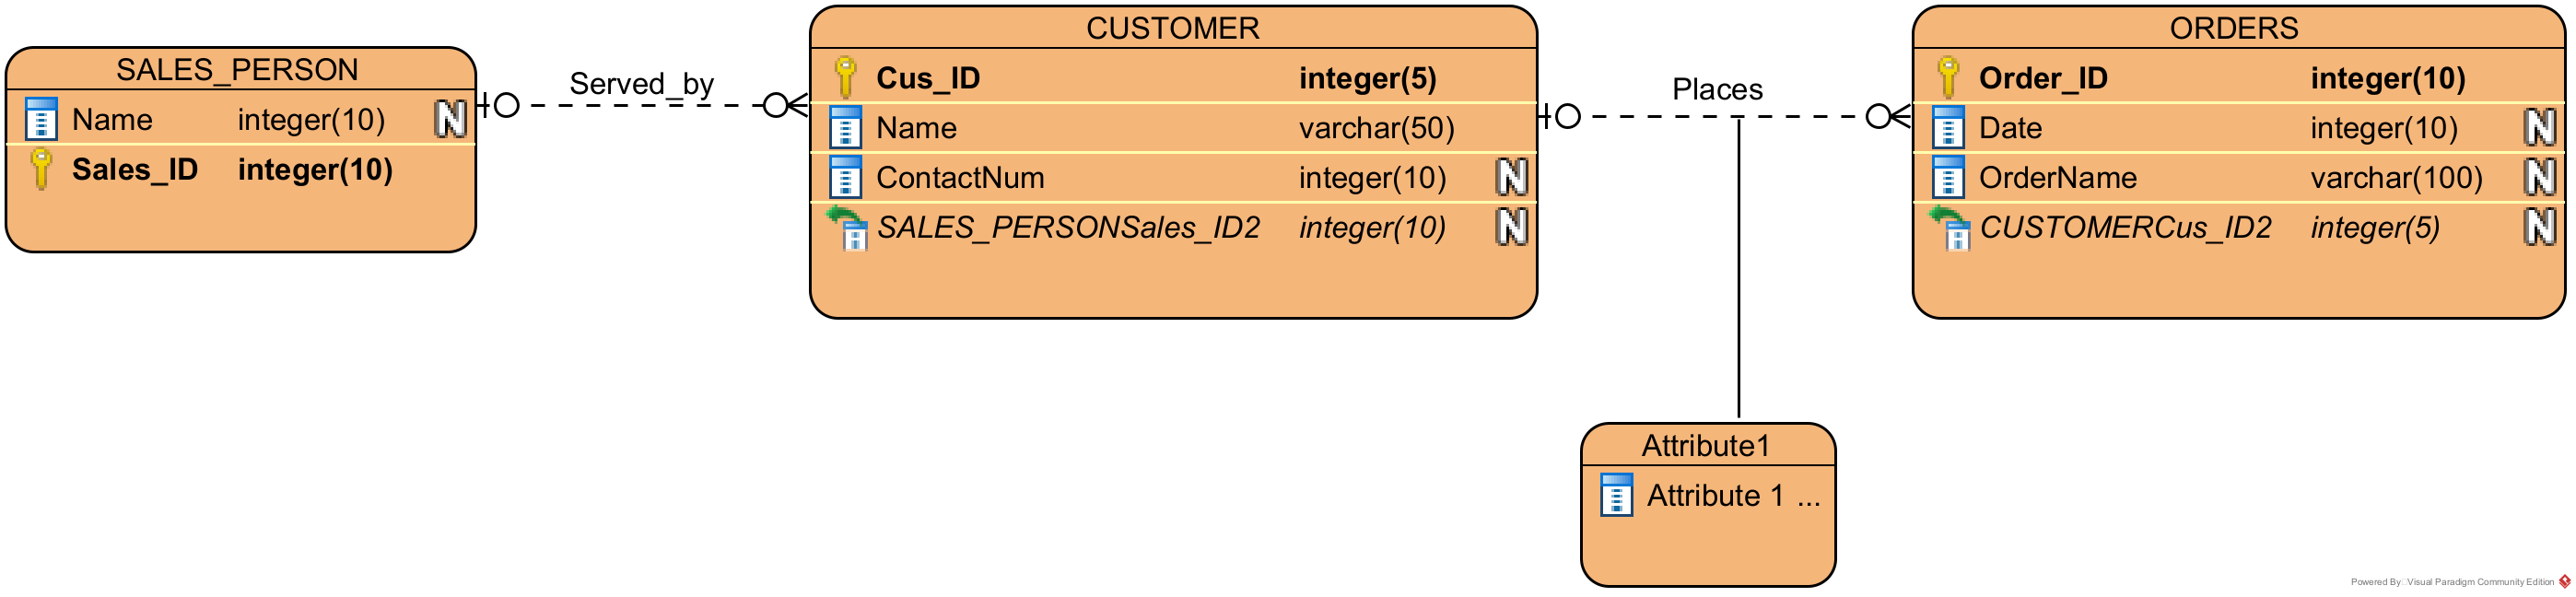 SALES_PERSON
Name integer(10) N
Sales_ID integer(10)
Served_by
CUSTOMER
Cus_ID integer(5)
Name varchar(50)
ContactNum integer(10) N
SALES_PERSONSales_ID2 integer(10) N
Places
ORDERS
Order_ID integer(10)
Date integer(10) N
OrderName varchar(100) N
CUSTOMERCus_ID2 integer(5) N
Attribute1
Attribute 1 ...
Powered By Visual Paradigm Community Edition